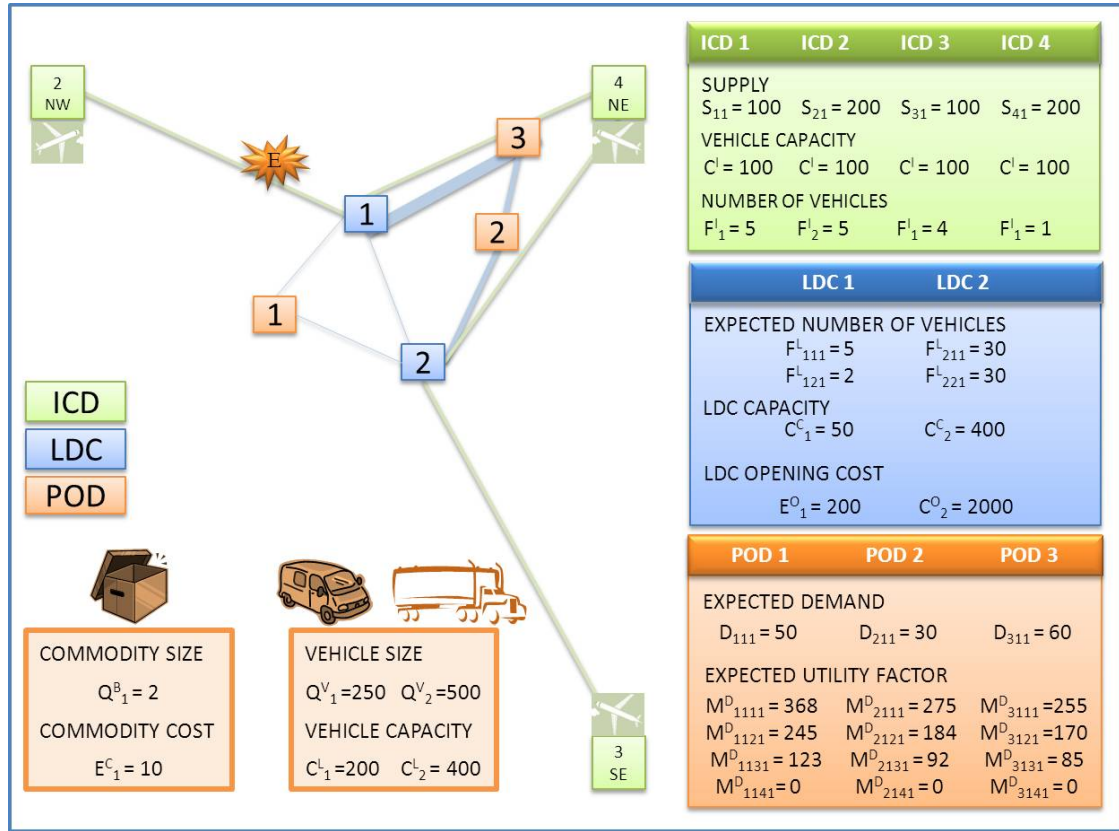 2
NW
E
4
NE
3
1
2
1
2
3
SE
ICD
LDC
POD
COMMODITY SIZE
Qᴮ₁ = 2
COMMODITY COST
Eᶜ₁ = 10
VEHICLE SIZE
Qⱽ₁ =250 Qⱽ₂ =500
VEHICLE CAPACITY
Cᴸ₁ =200 Cᴸ₂ = 400
ICD 1 ICD 2 ICD 3 ICD 4
SUPPLY
S₁₁ = 100 S₂₁ = 200 S₃₁ = 100 S₄₁ = 200
VEHICLE CAPACITY
Cᴵ = 100 Cᴵ = 100 Cᴵ = 100 Cᴵ = 100
NUMBER OF VEHICLES
Fᴵ₁ = 5 Fᴵ₂ = 5 Fᴵ₁ = 4 Fᴵ₁ = 1
LDC 1 LDC 2
EXPECTED NUMBER OF VEHICLES
Fᴸ₁₁₁ = 5 Fᴸ₂₁₁ = 30
Fᴸ₁₂₁ = 2 Fᴸ₂₂₁ = 30
LDC CAPACITY
Cᶜ₁ = 50 Cᶜ₂ = 400
LDC OPENING COST
Eᴼ₁ = 200 Cᴼ₂ = 2000
POD 1 POD 2 POD 3
EXPECTED DEMAND
D₁₁₁ = 50 D₂₁₁ = 30 D₃₁₁ = 60
EXPECTED UTILITY FACTOR
Mᴰ₁₁₁₁ = 368 Mᴰ₂₁₁₁ = 275 Mᴰ₃₁₁₁ = 255
Mᴰ₁₁₂₁ = 245 Mᴰ₂₁₂₁ = 184 Mᴰ₃₁₂₁ = 170
Mᴰ₁₁₃₁ = 123 Mᴰ₂₁₃₁ = 92 Mᴰ₃₁₃₁ = 85
Mᴰ₁₁₄₁ = 0 Mᴰ₂₁₄₁ = 0 Mᴰ₃₁₄₁ = 0